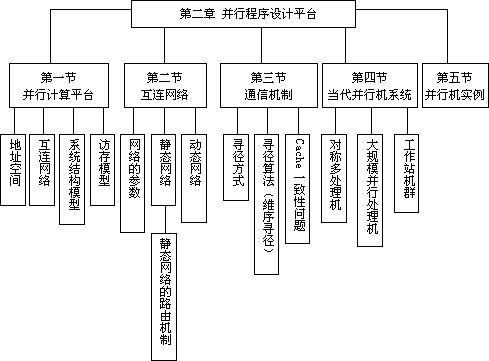 第二章 并行程序设计平台
第一节
并行计算平台
第二节
互连网络
第三节
通信机制
第四节
当代并行机系统
第五节
并行机实例
地址空间
互连网络
系统结构模型
访存模型
网络的参数
静态网络
动态网络
寻径方式
寻径算法（维序寻径）
Cache一致性问题
对称多处理机
大规模并行处理机
工作站机群
静态网络的路由机制